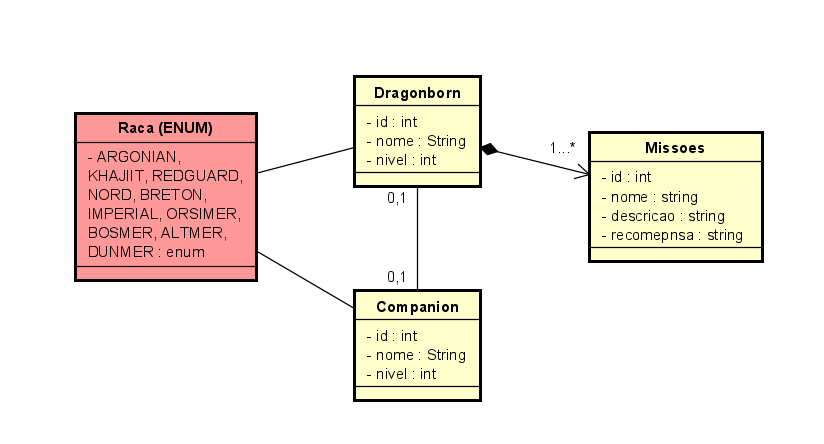 Raca (ENUM)
- ARGONIAN,
KHAJIIT, REDGUARD,
NORD, BRETON,
IMPERIAL, ORSIMER,
BOSMER, ALTMER,
DUNMER : enum
Dragonborn
- id : int
- nome : String
- nivel : int
0,1
0,1
Companion
- id : int
- nome : String
- nivel : int
1...*
Missoes
- id : int
- nome : string
- descricao : string
- recomepnsa : string